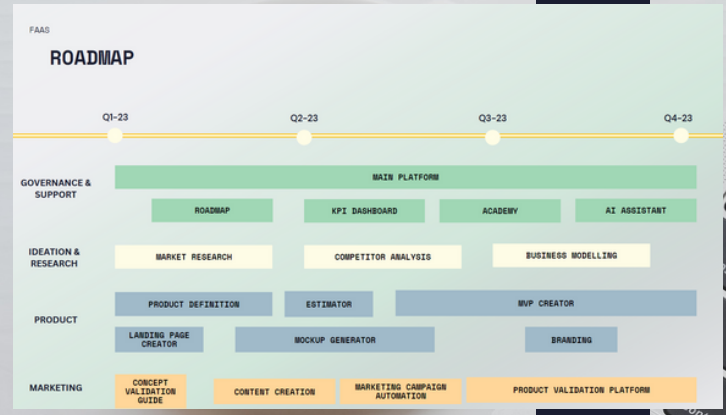 FAAS
ROADMAP
Q1-23
Q2-23
Q3-23
Q4-23
GOVERNANCE &
SUPPORT
MAIN PLATFORM
ROADMAP
KPI DASHBOARD
ACADEMY
AI ASSISTANT
IDEATION &
RESEARCH
MARKET RESEARCH
COMPETITOR ANALYSIS
BUSINESS MODELLING
PRODUCT
PRODUCT DEFINITION
ESTIMATOR
MVP CREATOR
LANDING PAGE
CREATOR
MOCKUP GENERATOR
BRANDING
MARKETING
CONCEPT
VALIDATION
GUIDE
CONTENT CREATION
MARKETING CAMPAIGN
AUTOMATION
PRODUCT VALIDATION PLATFORM